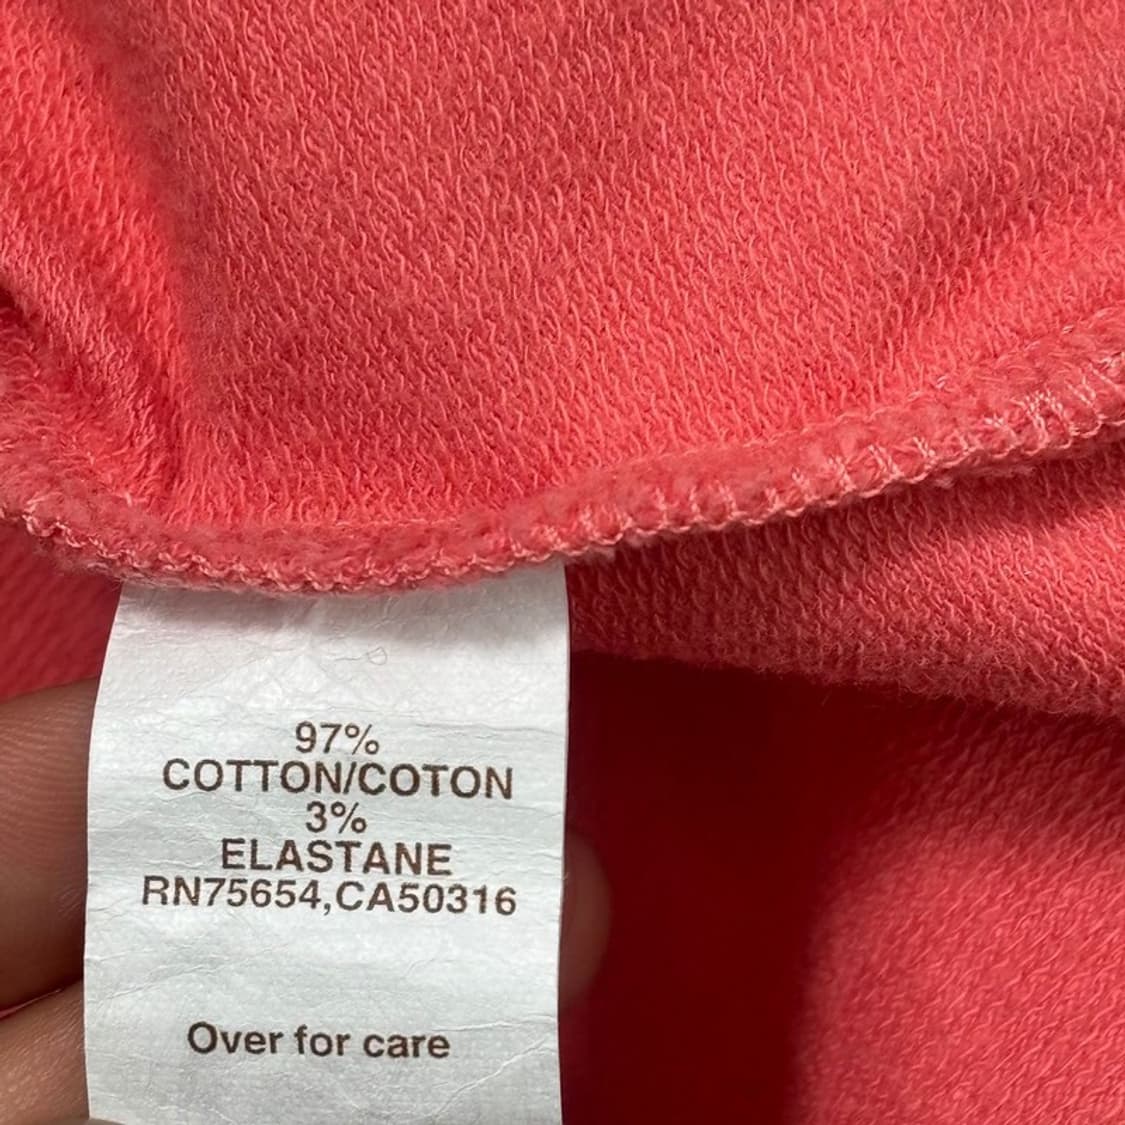 97%
COTTON/COTON
3%
ELASTANE
RN75654,CA50316
Over for care